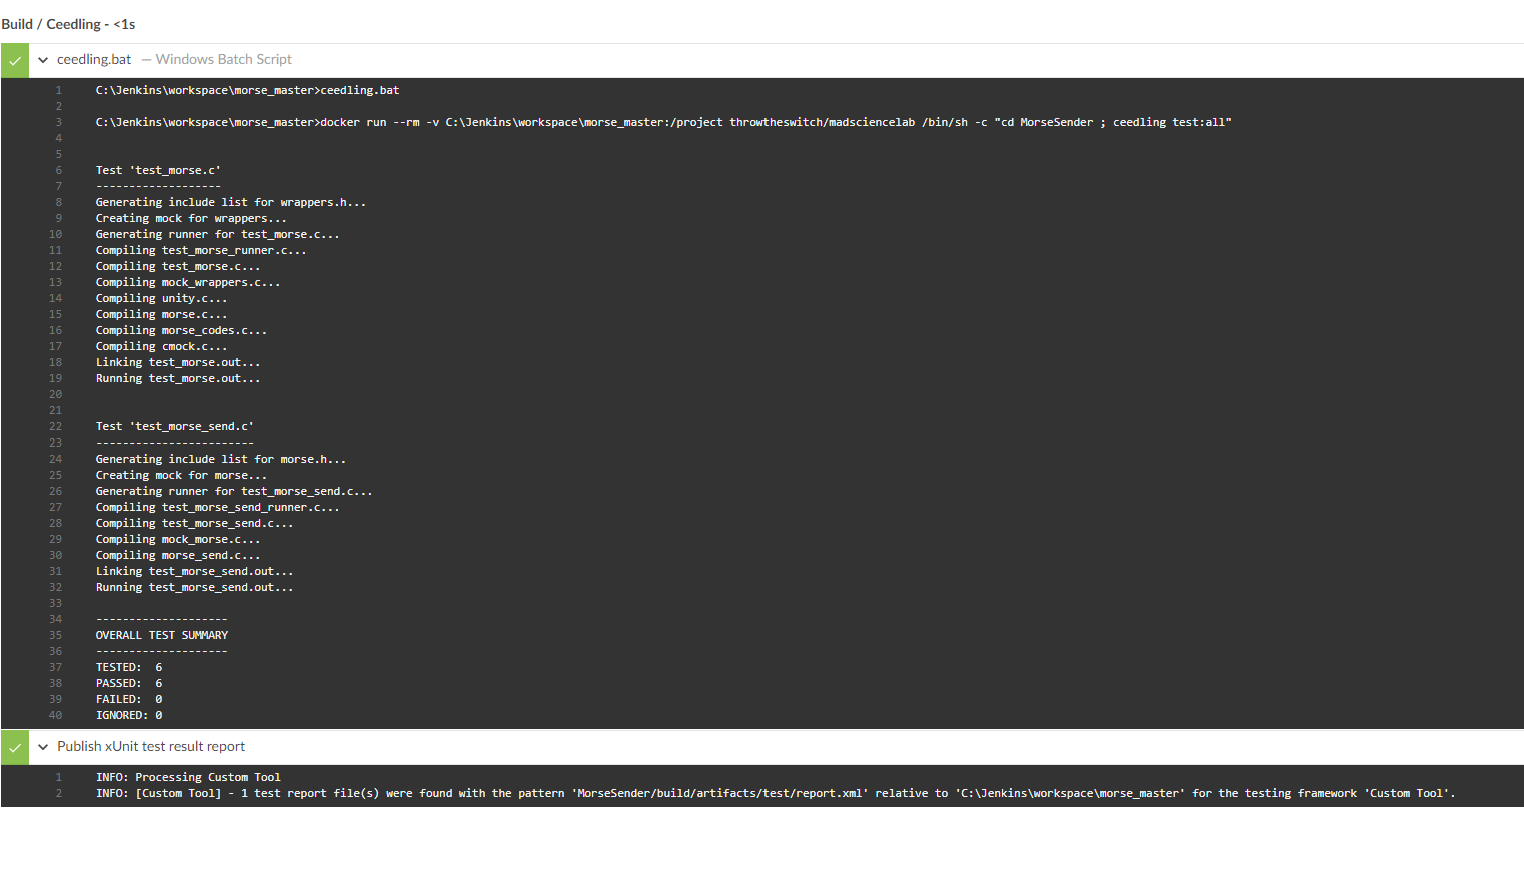 Build / Ceedling - <1s
ceedling.bat — Windows Batch Script
1 C:\Jenkins\workspace\morse_master>ceedling.bat
2
3 C:\Jenkins\workspace\morse_master>docker run --rm -v C:\Jenkins\workspace\morse_master:/project throwtheswitch/madsciencelab /bin/sh -c "cd MorseSender ; ceedling test:all"
4
5
6 Test 'test_morse.c'
7 -------------------
8 Generating include list for wrappers.h...
9 Creating mock for wrappers...
10 Generating runner for test_morse.c...
11 Compiling test_morse_runner.c...
12 Compiling test_morse.c...
13 Compiling mock_wrappers.c...
14 Compiling unity.c...
15 Compiling morse.c...
16 Compiling morse_codes.c...
17 Compiling cmock.c...
18 Linking test_morse.out...
19 Running test_morse.out...
20
21
22 Test 'test_morse_send.c'
23 ------------------------
24 Generating include list for morse.h...
25 Creating mock for morse...
26 Generating runner for test_morse_send.c...
27 Compiling test_morse_send_runner.c...
28 Compiling test_morse_send.c...
29 Compiling mock_morse.c...
30 Compiling morse_send.c...
31 Linking test_morse_send.out...
32 Running test_morse_send.out...
33
34 --------------------
35 OVERALL TEST SUMMARY
36 --------------------
37 TESTED:  6
38 PASSED:  6
39 FAILED:  0
40 IGNORED: 0
Publish xUnit test result report
1 INFO: Processing Custom Tool
2 INFO: [Custom Tool] - 1 test report file(s) were found with the pattern 'MorseSender/build/artifacts/test/report.xml' relative to 'C:\Jenkins\workspace\morse_master' for the testing framework 'Custom Tool'.